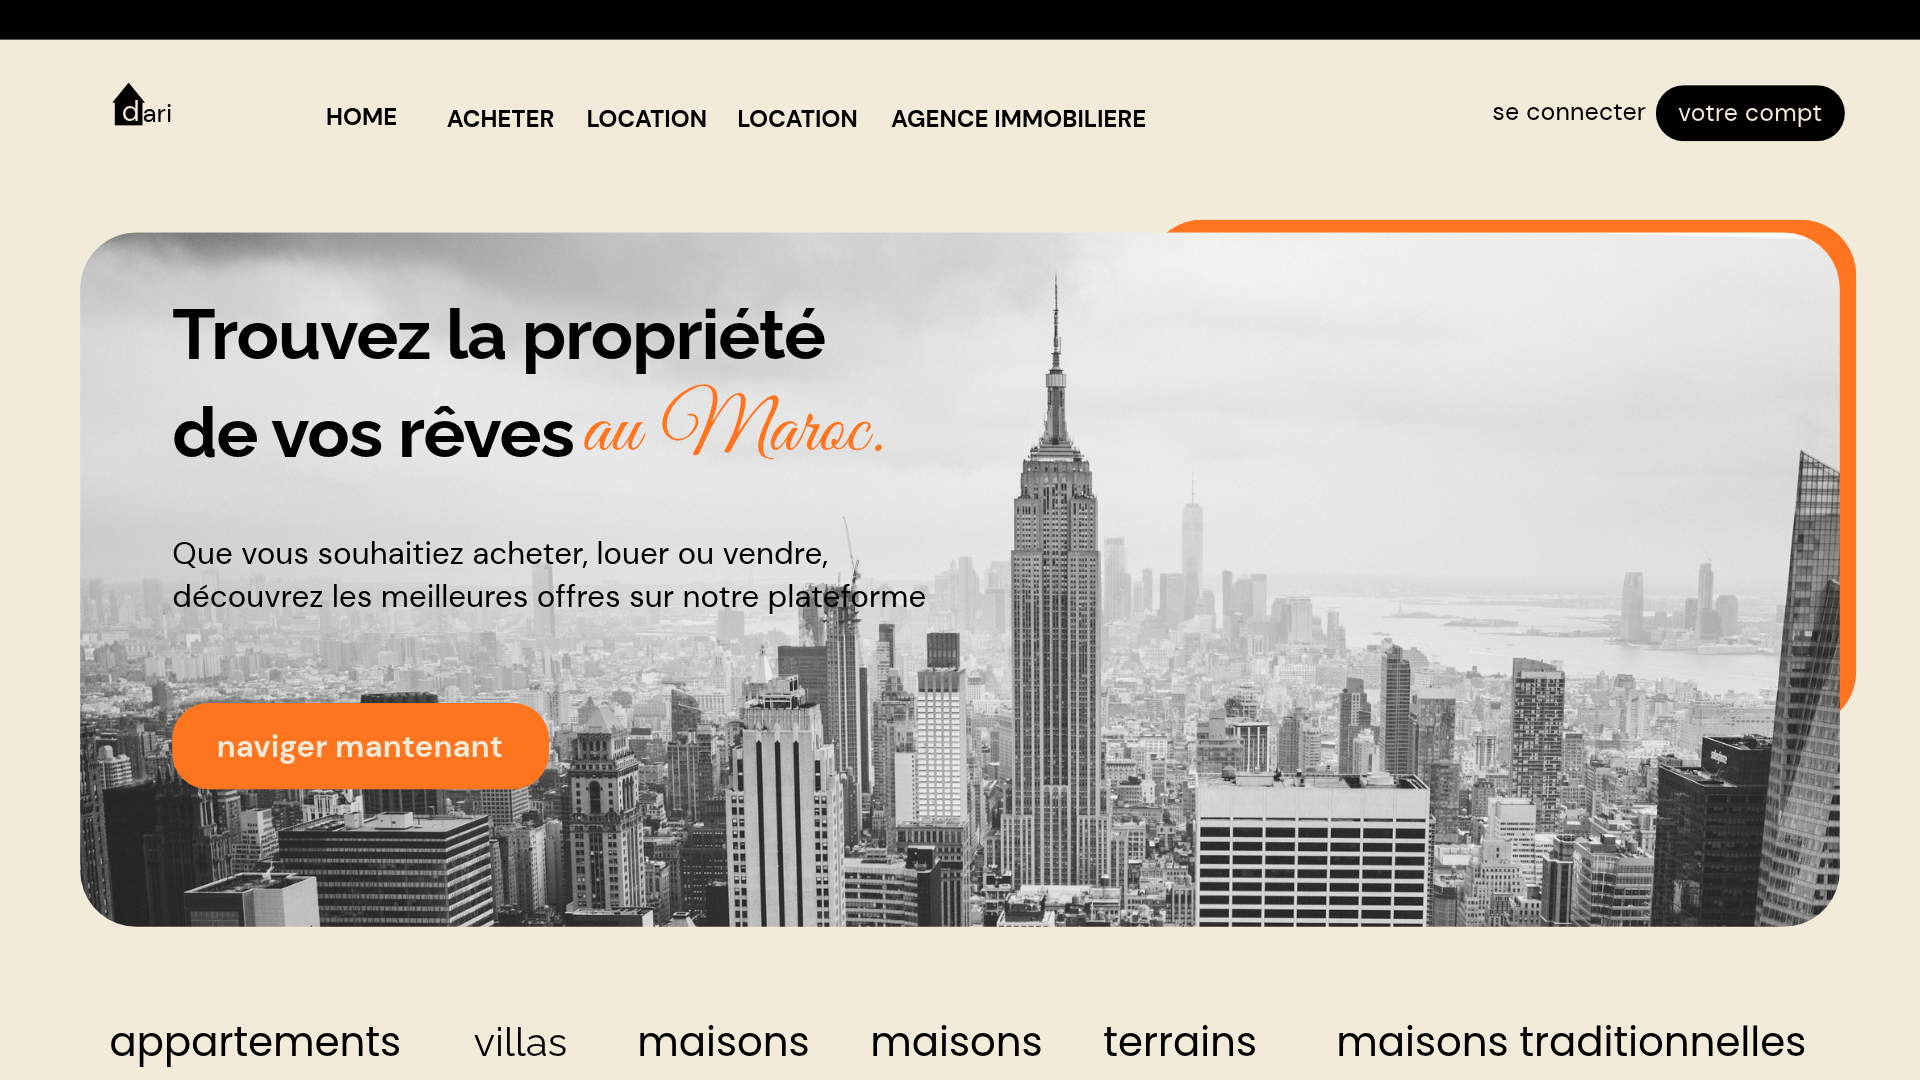 dari
HOME ACHETER LOCATION LOCATION AGENCE IMMOBILIERE
se connecter votre compt
Trouvez la propriété
de vos rêves au Maroc.
Que vous souhaitiez acheter, louer ou vendre,
découvrez les meilleures offres sur notre plateforme
naviger mantenant
appartements villas maisons maisons terrains maisons traditionnelles